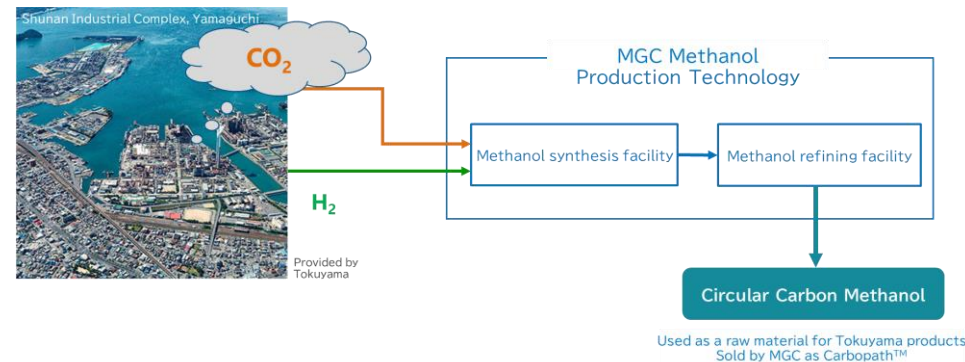 Shunan Industrial Complex, Yamaguchi
CO₂
MGC Methanol
Production Technology
Methanol synthesis facility
Methanol refining facility
H₂
Provided by
Tokuyama
Circular Carbon Methanol
Used as a raw material for Tokuyama products
Sold by MGC as Carbopath™